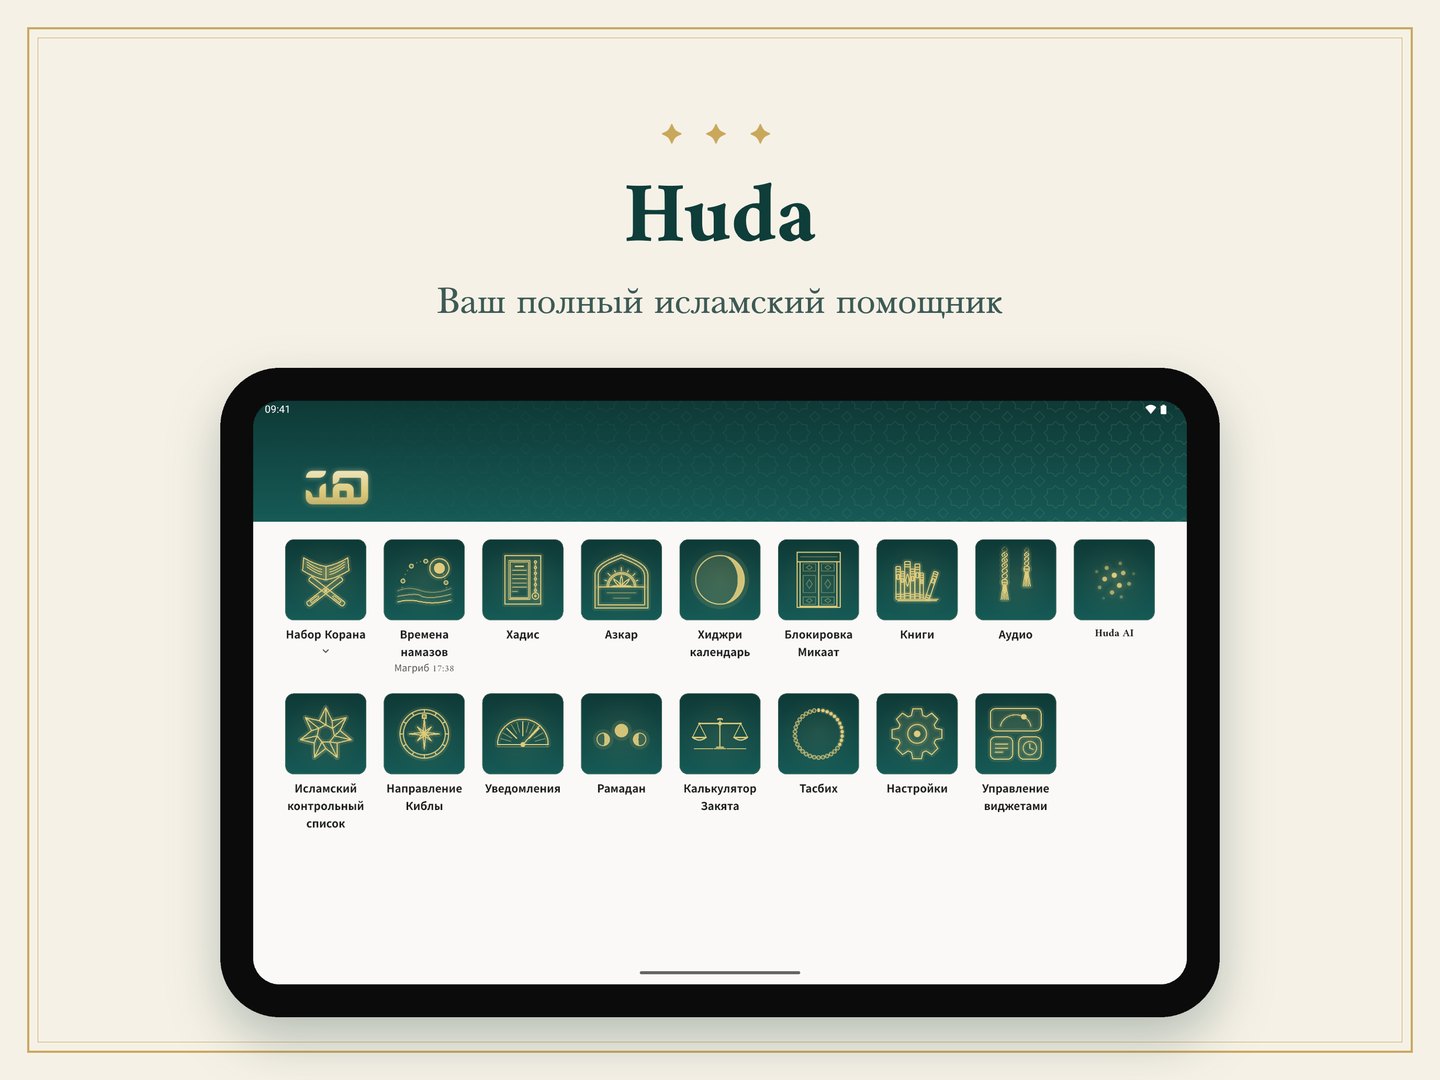 Huda
Ваш полный исламский помощник
09:41
هدى
Набор Корана
Времена
намазов
Магриб 17:38
Хадис
Азкар
Хиджри
календарь
Блокировка
Микаат
Книги
Аудио
Huda AI
Исламский
контрольный
список
Направление
Киблы
Уведомления
Рамадан
Калькулятор
Закята
Тасбих
Настройки
Управление
виджетами